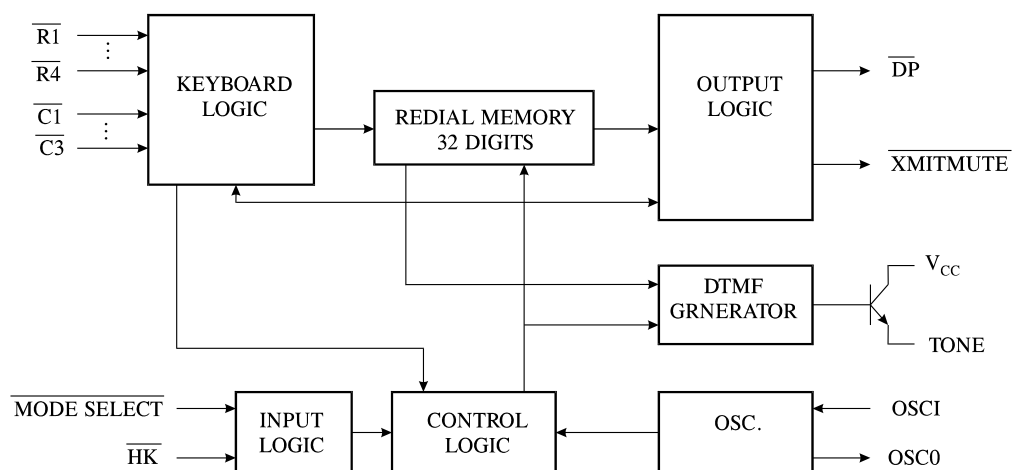 R1
R4
C1
C3
KEYBOARD
LOGIC
REDIAL MEMORY
32 DIGITS
OUTPUT
LOGIC
DP
XMITMUTE
DTMF
GRNERATOR
VCC
TONE
MODE SELECT
HK
INPUT
LOGIC
CONTROL
LOGIC
OSC.
OSCI
OSC0